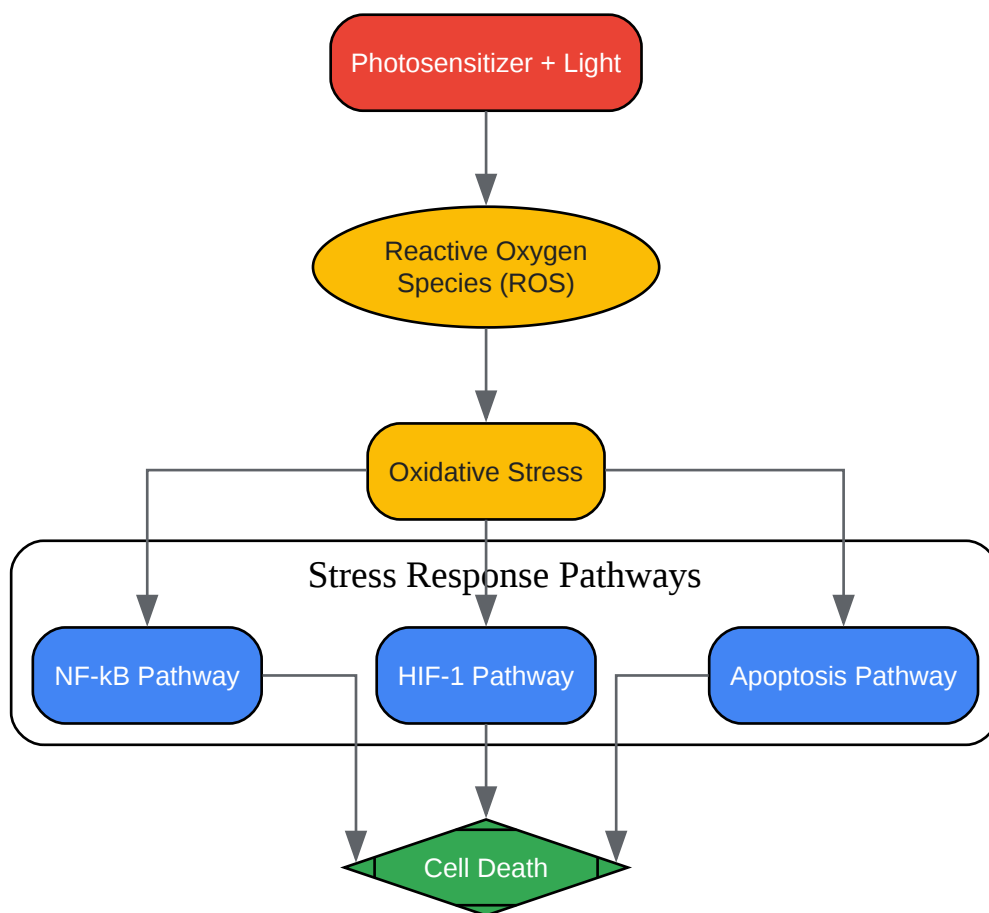 Photosensitizer + Light
Reactive Oxygen
Species (ROS)
Oxidative Stress
Stress Response Pathways
NF-kB Pathway
HIF-1 Pathway
Apoptosis Pathway
Cell Death